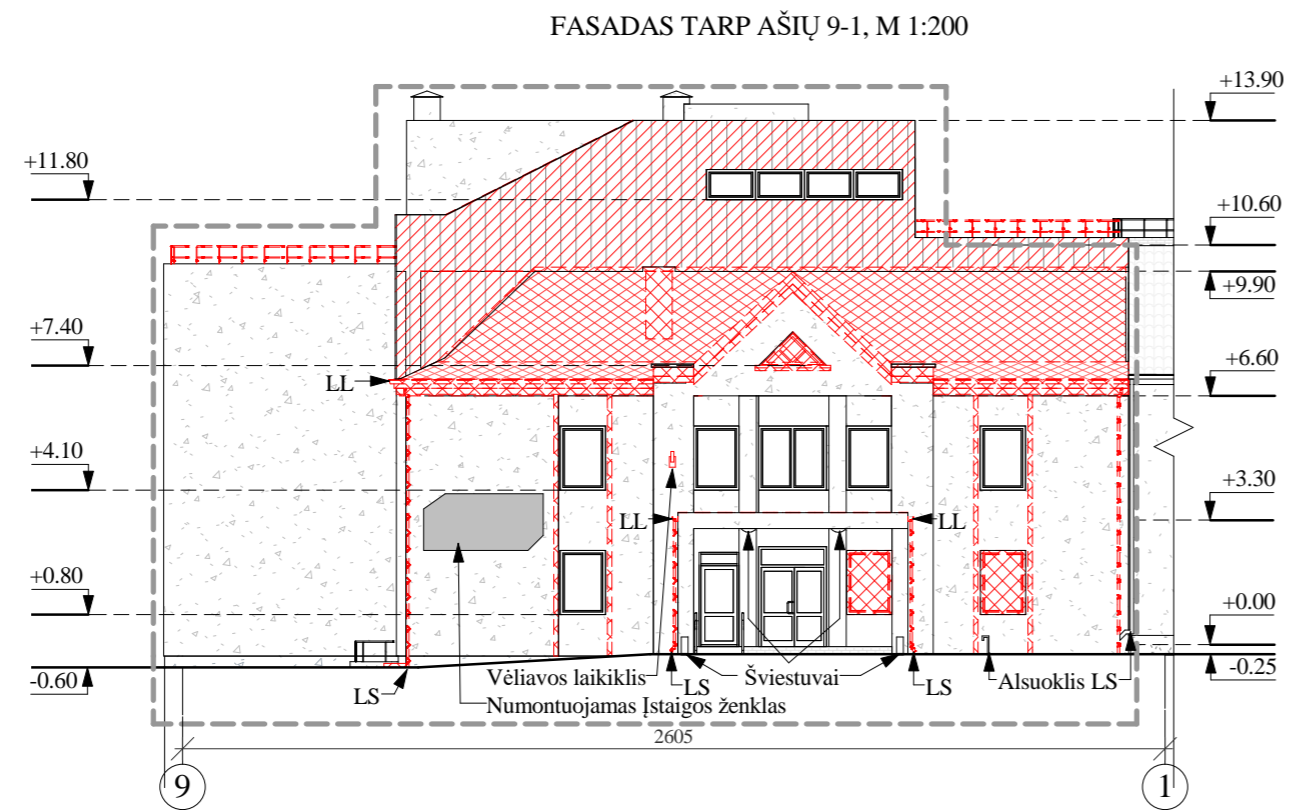 FASADAS TARP AŠIŲ 9-1, M 1:200
+13.90
+11.80
+10.60
+9.90
+7.40
+6.60
LL
+4.10
+3.30
LL
LL
+0.80
+0.00
-0.60
-0.25
LS
Vėliavos laikiklis
LS
Šviestuvai
LS
Alsuoklis LS
Numontuojamas Įstaigos ženklas
2605
9
1